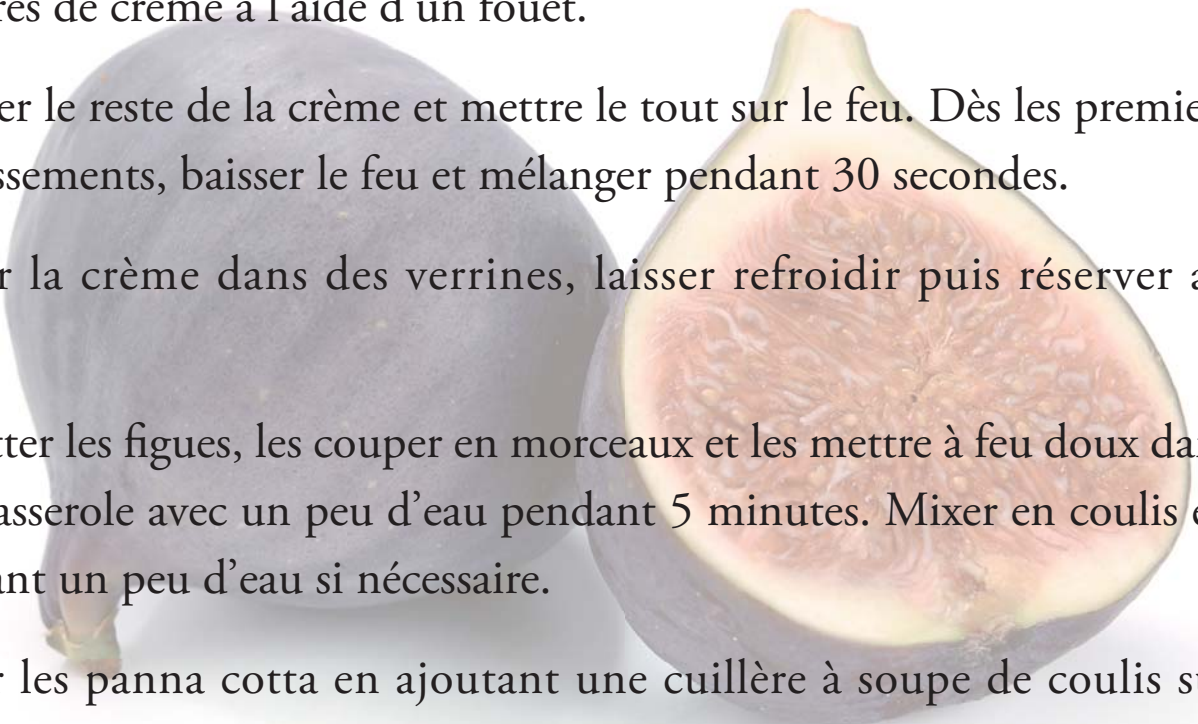 res de crème à l'aide d'un fouet.
er le reste de la crème et mettre le tout sur le feu. Dès les premie
ssements, baisser le feu et mélanger pendant 30 secondes.
r la crème dans des verrines, laisser refroidir puis réserver a
tter les figues, les couper en morceaux et les mettre à feu doux da
asserole avec un peu d'eau pendant 5 minutes. Mixer en coulis e
ant un peu d'eau si nécessaire.
r les panna cotta en ajoutant une cuillère à soupe de coulis su